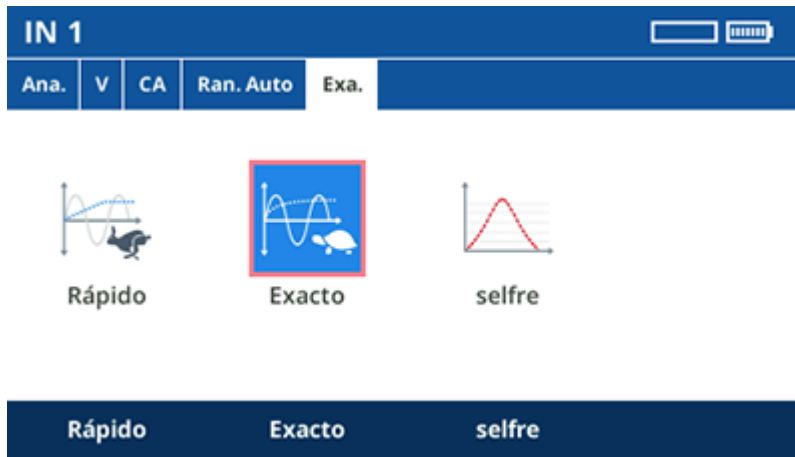 IN 1
Ana. V CA Ran. Auto Exa.
Rápido Exacto selfre
Rápido Exacto selfre